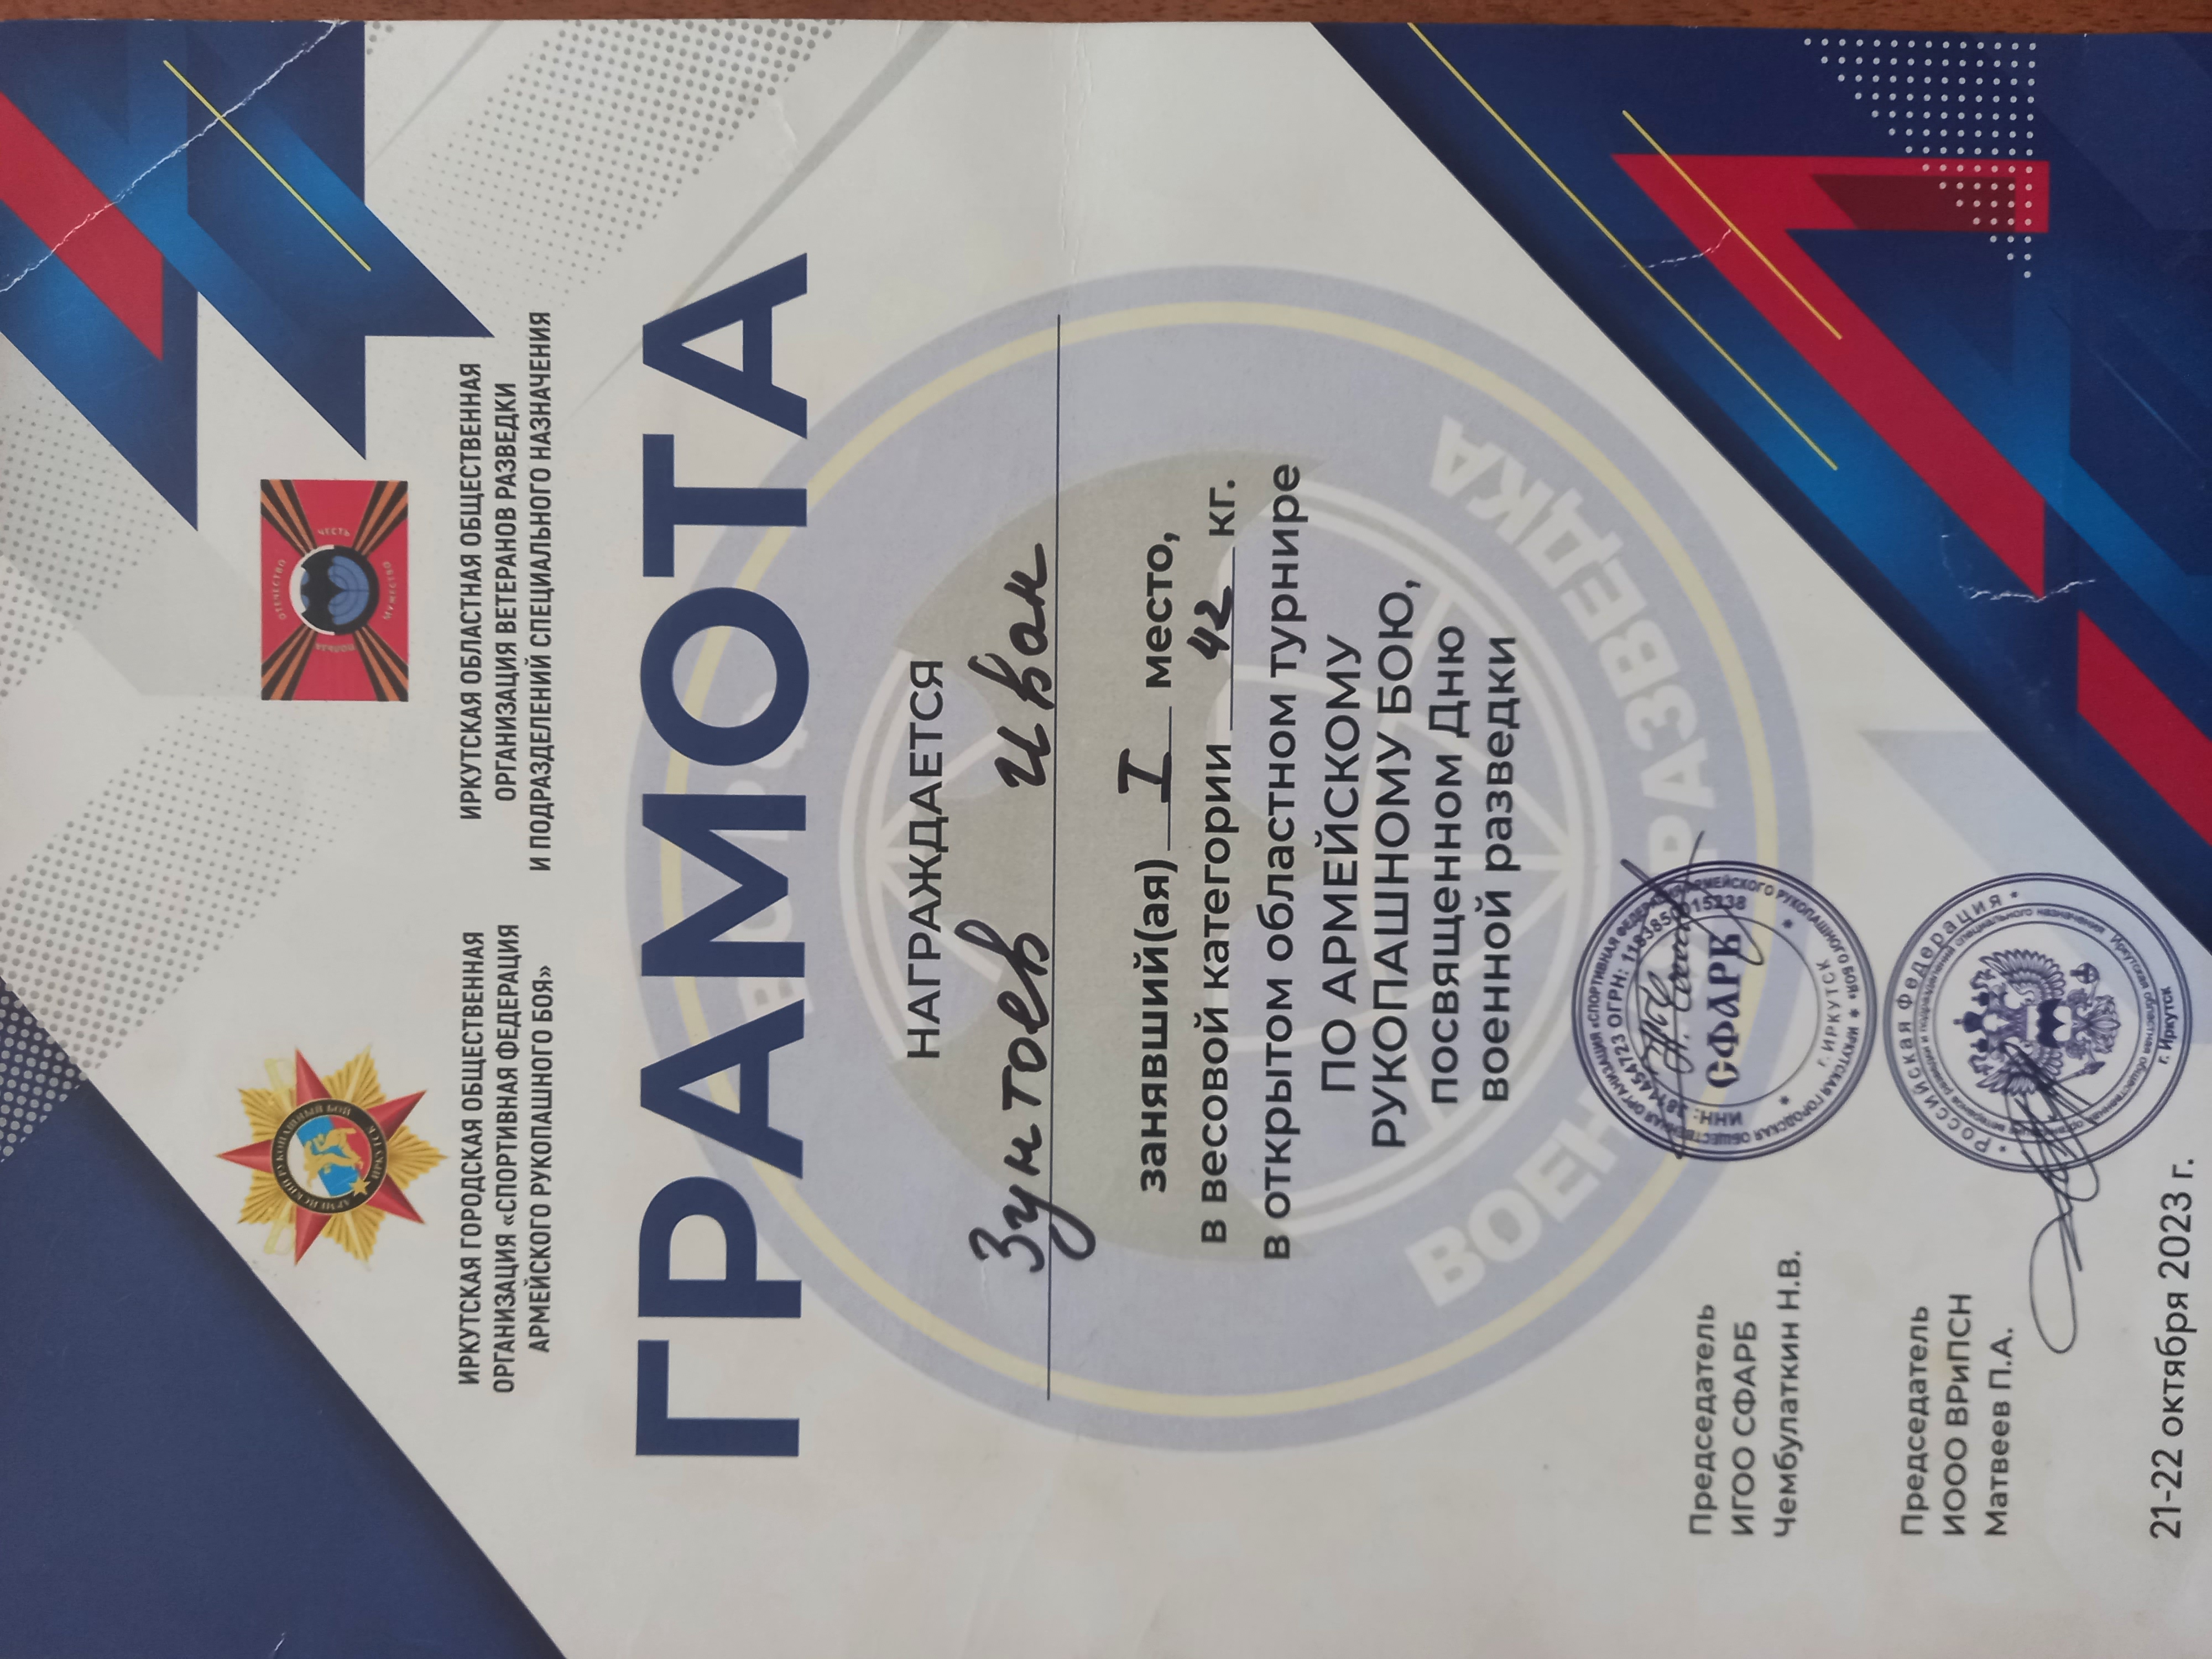 ИРКУТСКАЯ ГОРОДСКАЯ ОБЩЕСТВЕННАЯ
ОРГАНИЗАЦИЯ «СПОРТИВНАЯ ФЕДЕРАЦИЯ
АРМЕЙСКОГО РУКОПАШНОГО БОЯ»
ОТЕЧЕСТВО
ЧЕСТЬ
МУЖЕСТВО
ИРКУТСКАЯ ОБЛАСТНАЯ ОБЩЕСТВЕННАЯ
ОРГАНИЗАЦИЯ ВЕТЕРАНОВ РАЗВЕДКИ
И ПОДРАЗДЕЛЕНИЙ СПЕЦИАЛЬНОГО НАЗНАЧЕНИЯ
ГРАМОТА
НАГРАЖДАЕТСЯ
Зунтоев Иван
занявший(ая) I место,
в весовой категории 42 кг.
в открытом областном турнире
ПО АРМЕЙСКОМУ
РУКОПАШНОМУ БОЮ,
посвященном Дню
военной разведки
РАЗВЕДКА
Председатель
ИГОО СФАРБ
Чембулаткин Н.В.
СФАРБ
г. ИРКУТСК
Председатель
ИООО ВРиПСН
Матвеев П.А.
Российская Федерация
г. Иркутск
21-22 октября 2023 г.